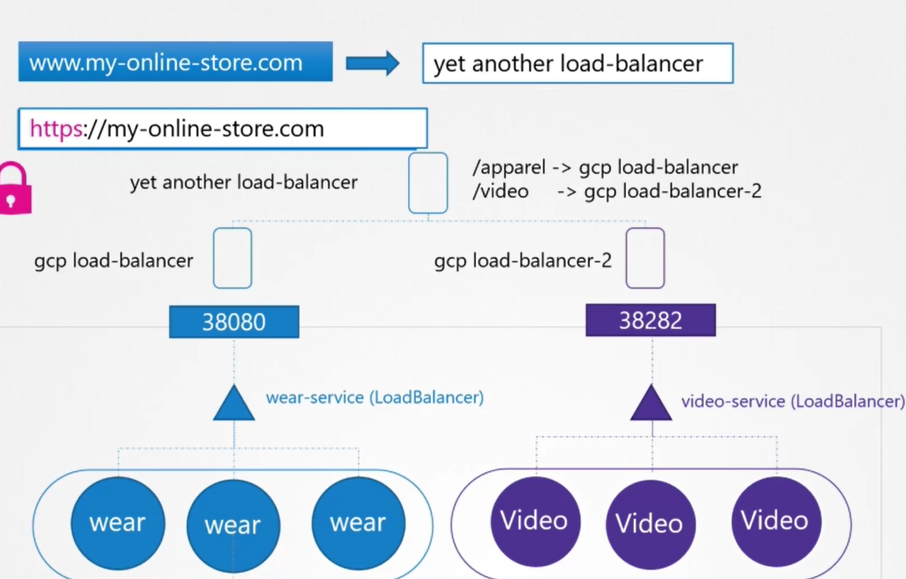 www.my-online-store.com
yet another load-balancer
https://my-online-store.com
yet another load-balancer
/apparel -> gcp load-balancer
/video -> gcp load-balancer-2
gcp load-balancer
gcp load-balancer-2
38080
38282
wear-service (LoadBalancer)
video-service (LoadBalancer)
wear
wear
wear
Video
Video
Video